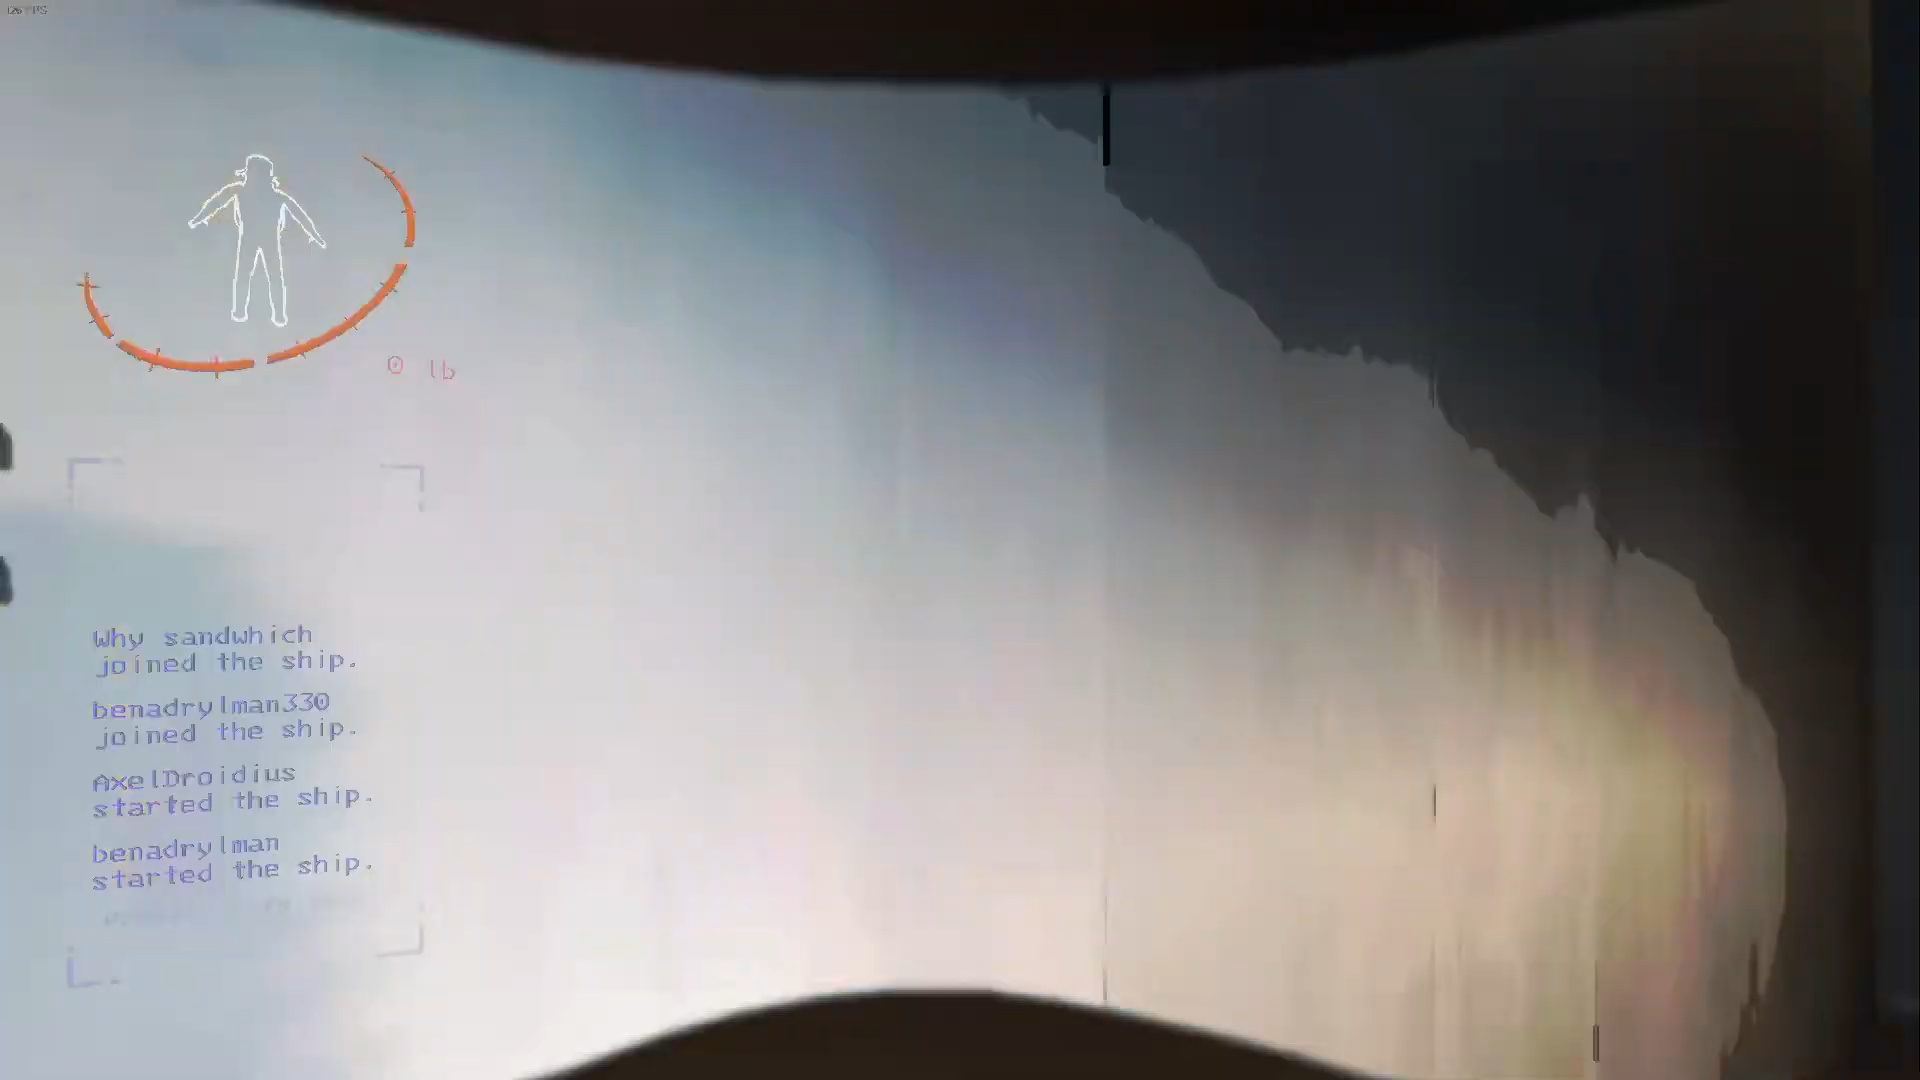 0 lb
Why sandwhich
joined the ship.
benadrylman330
joined the ship.
AxelDroidius
started the ship.
benadrylman
started the ship.